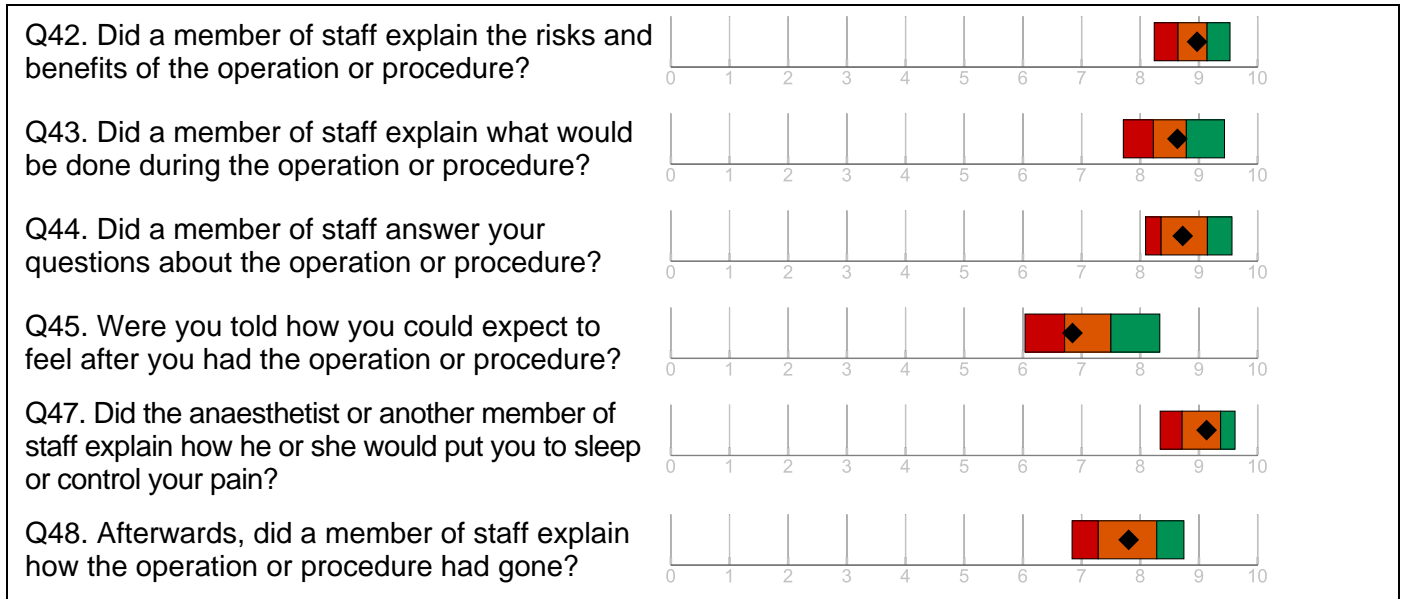 Q42. Did a member of staff explain the risks and
benefits of the operation or procedure?
0 1 2 3 4 5 6 7 8 9 10
Q43. Did a member of staff explain what would
be done during the operation or procedure?
0 1 2 3 4 5 6 7 8 9 10
Q44. Did a member of staff answer your
questions about the operation or procedure?
0 1 2 3 4 5 6 7 8 9 10
Q45. Were you told how you could expect to
feel after you had the operation or procedure?
0 1 2 3 4 5 6 7 8 9 10
Q47. Did the anaesthetist or another member of
staff explain how he or she would put you to sleep
or control your pain?
0 1 2 3 4 5 6 7 8 9 10
Q48. Afterwards, did a member of staff explain
how the operation or procedure had gone?
0 1 2 3 4 5 6 7 8 9 10